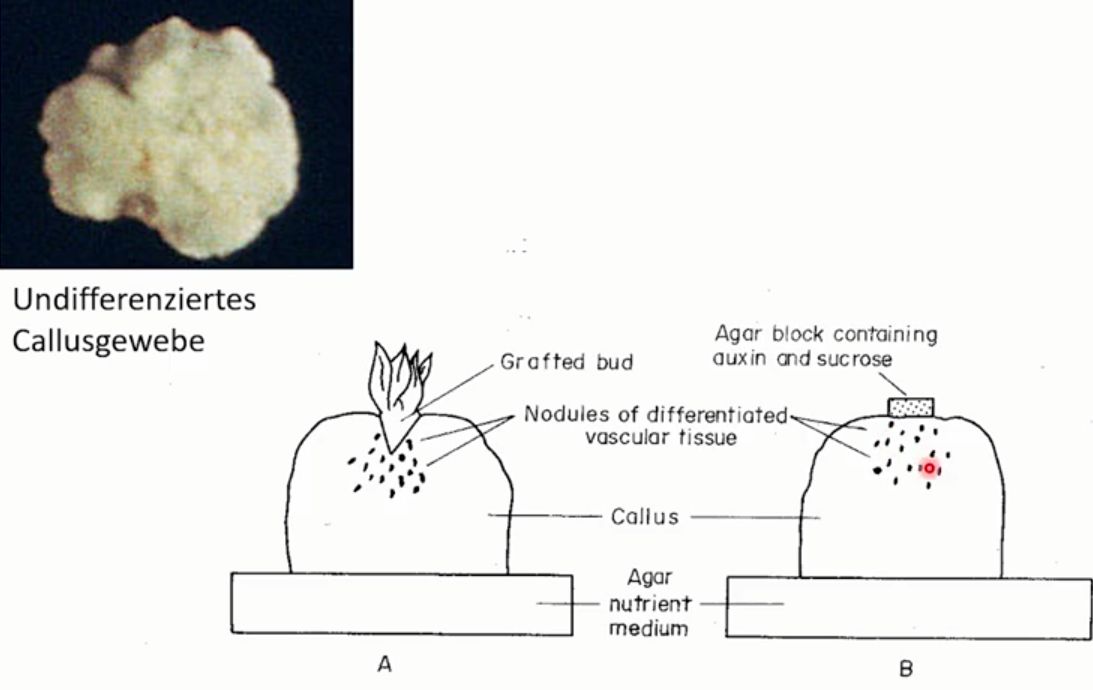 Undifferenziertes
Callusgewebe
Agar block containing
auxin and sucrose
Grafted bud
Nodules of differentiated
vascular tissue
Callus
Agar
nutrient
medium
A
B